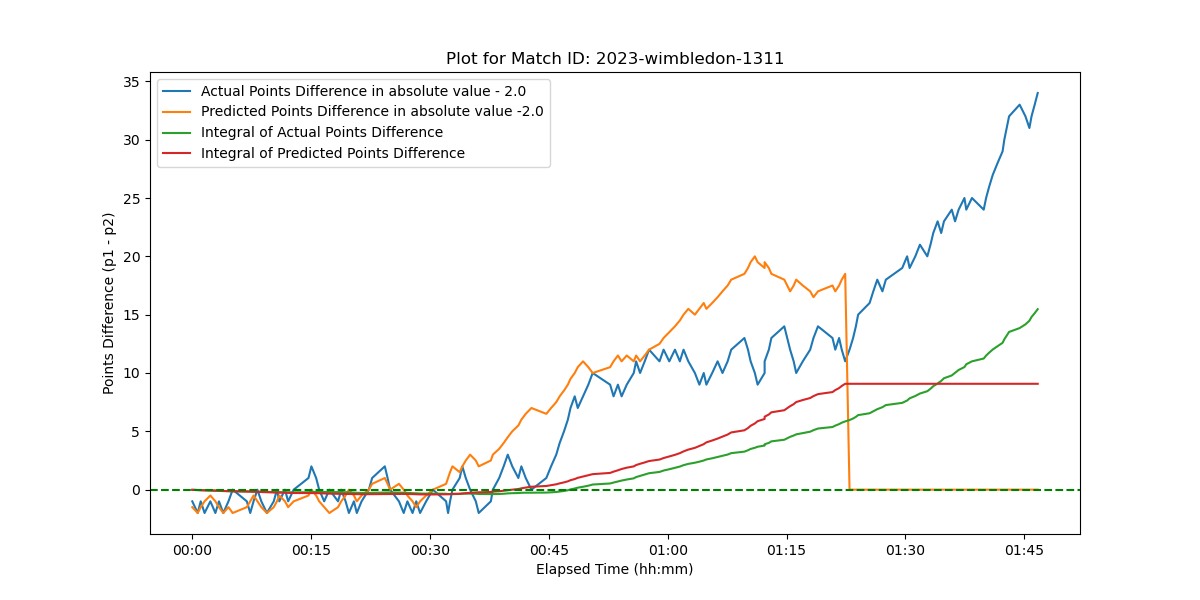 Plot for Match ID: 2023-wimbledon-1311
Actual Points Difference in absolute value - 2.0
Predicted Points Difference in absolute value -2.0
Integral of Actual Points Difference
Integral of Predicted Points Difference
Points Difference (p1 - p2)
35
30
25
20
15
10
5
0
00:00 00:15 00:30 00:45 01:00 01:15 01:30 01:45
Elapsed Time (hh:mm)